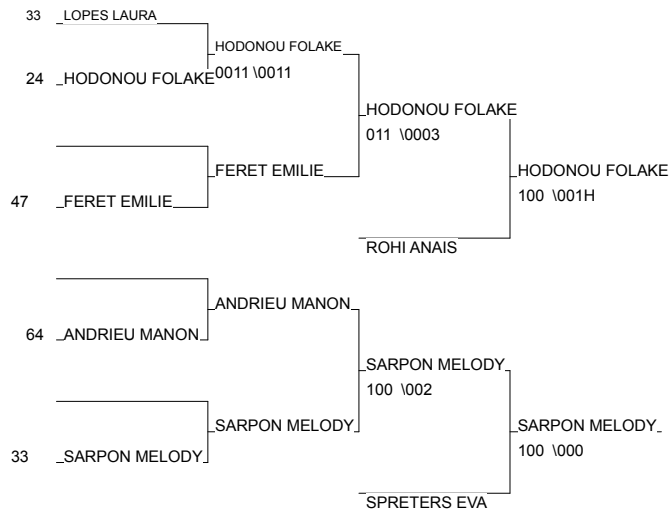 33 LOPES LAURA
HODONOU FOLAKE
24 HODONOU FOLAKE 0011 \0011
HODONOU FOLAKE
011 \0003
FERET EMILIE HODONOU FOLAKE
47 FERET EMILIE 100 \001H
ROHI ANAIS
ANDRIEU MANON
64 ANDRIEU MANON
SARPON MELODY
100 \002
SARPON MELODY SARPON MELODY
33 SARPON MELODY 100 \000
SPRETERS EVA